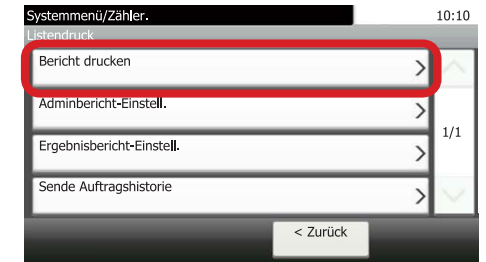 Systemmenü/Zähler. 10:10
Listendruck
Bericht drucken
Adminbericht-Einstell.
1/1
Ergebnisbericht-Einstell.
Sende Auftragshistorie
< Zurück